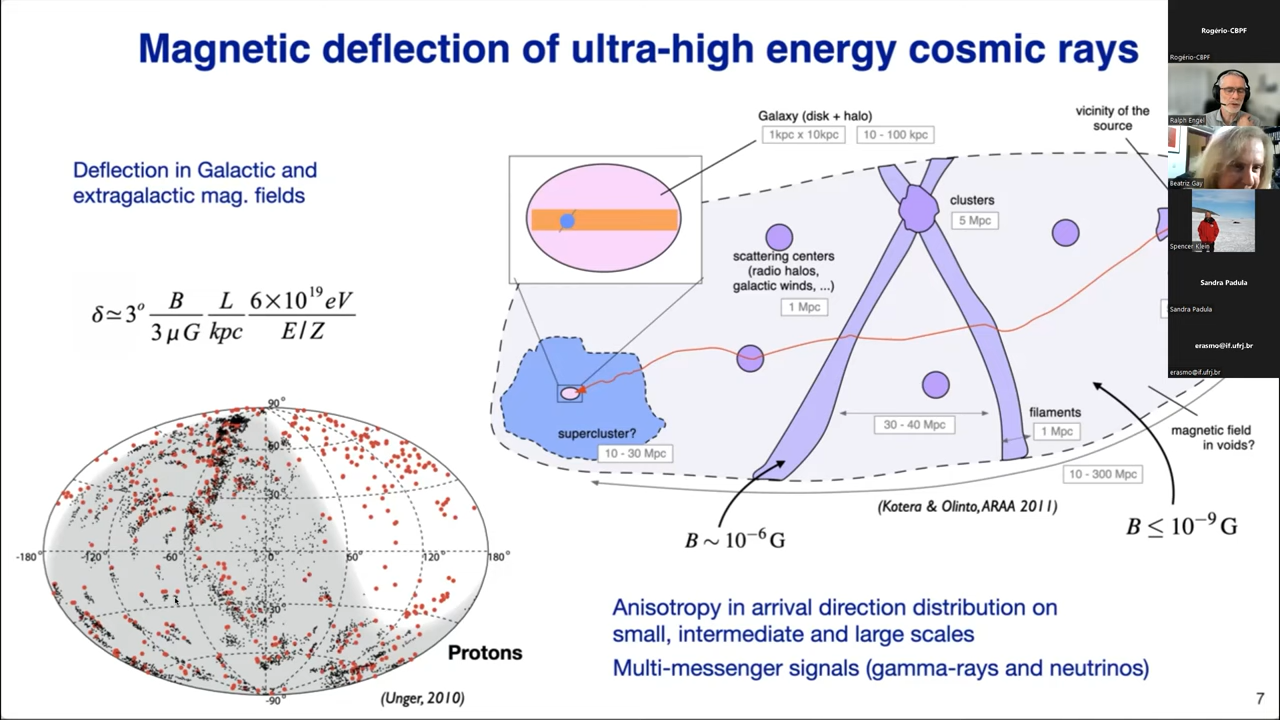 Magnetic deflection of ultra-high energy cosmic rays
Deflection in Galactic and
extragalactic mag. fields
δ≃3° B/3 μG L/kpc 6×10¹⁹ eV/E/Z
Galaxy (disk + halo)
1kpc x 10kpc
10 - 100 kpc
vicinity of the
source
clusters
5 Mpc
scattering centers
(radio halos,
galactic winds, ...)
1 Mpc
supercluster?
10 - 30 Mpc
30 - 40 Mpc
filaments
1 Mpc
magnetic field
in voids?
10 - 300 Mpc
(Kotera & Olinto, ARAA 2011)
B ~ 10⁻⁶ G
B ≤ 10⁻⁹ G
90°
60
30
-180°
-120
-60
0
60
120
180°
-30
-90°
Protons
(Unger, 2010)
Anisotropy in arrival direction distribution on
small, intermediate and large scales
Multi-messenger signals (gamma-rays and neutrinos)
7
Rogério-CBPF
Rogério-CBPF
Ralph Engel
Beatriz Gay
Spencer Klein
Sandra Padula
Sandra Padula
erasmo@if.ufrj.br
erasmo@if.ufrj.br